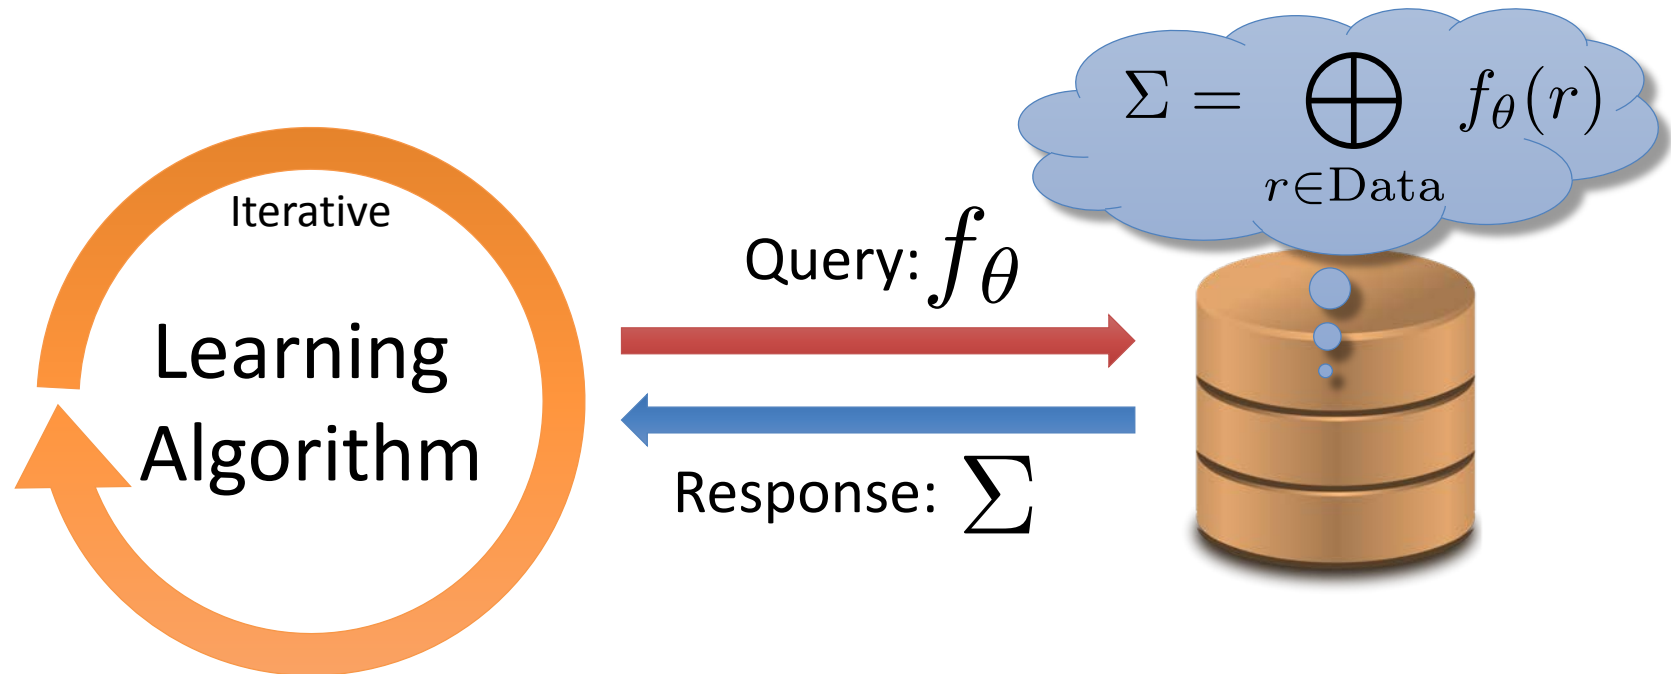 Iterative
Learning
Algorithm
Query: f_θ
Response: Σ
Σ = ⊕ f_θ(r)
r∈Data